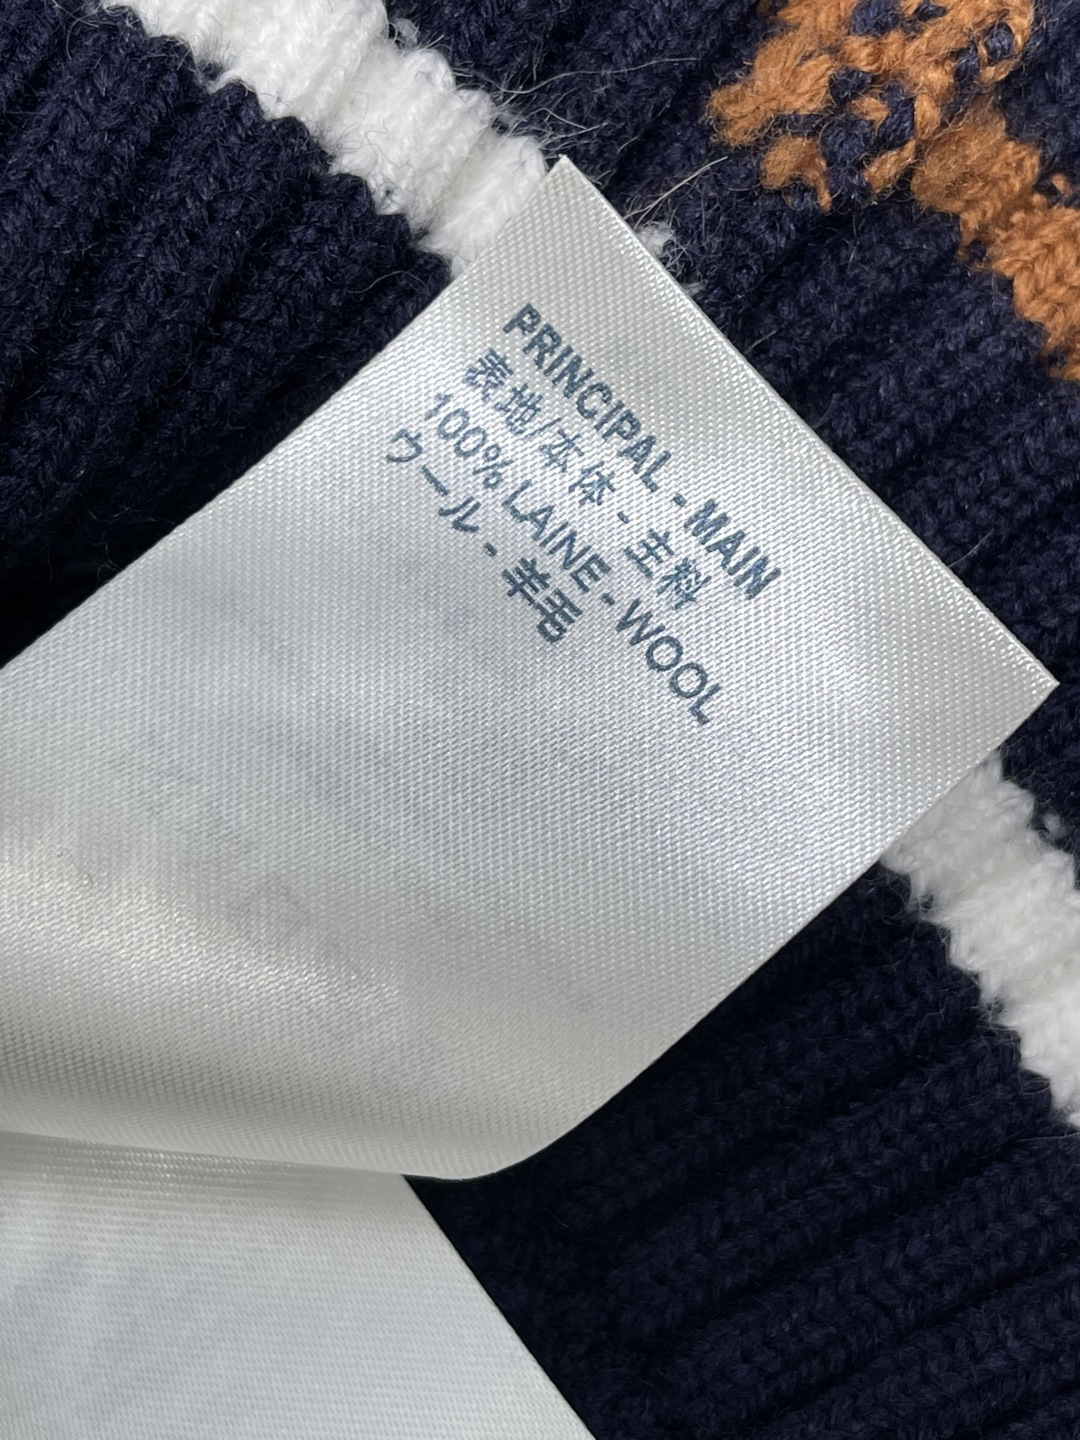 PRINCIPAL - MAIN
表地/本体 - 主料
100% LAINE - WOOL
ウール - 羊毛